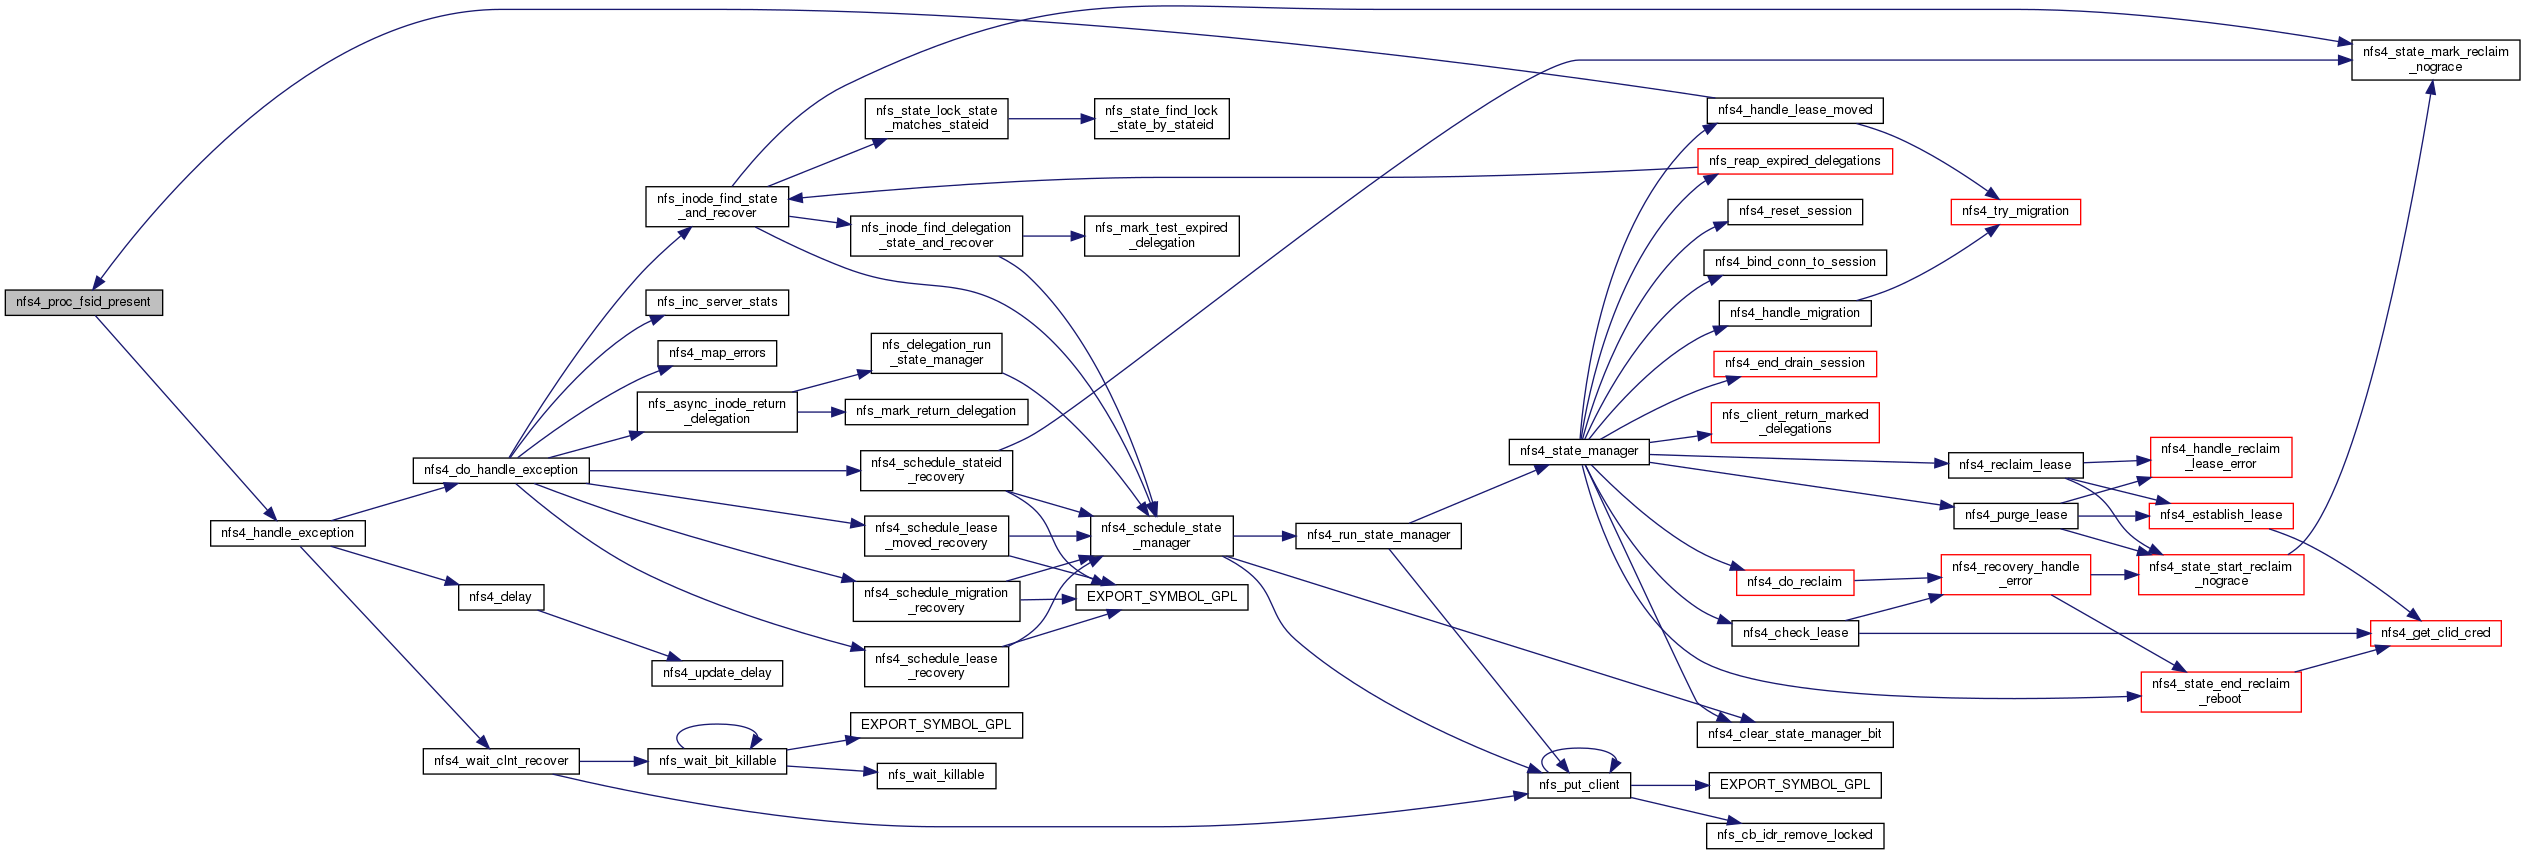 nfs4_proc_fsid_present
nfs4_handle_exception
nfs4_do_handle_exception
nfs4_delay
nfs4_wait_clnt_recover
nfs_inode_find_state
_and_recover
nfs_inc_server_stats
nfs4_map_errors
nfs_async_inode_return
_delegation
nfs4_update_delay
nfs_wait_bit_killable
nfs_state_lock_state
_matches_stateid
nfs_inode_find_delegation
_state_and_recover
nfs_delegation_run
_state_manager
nfs_mark_return_delegation
nfs4_schedule_stateid
_recovery
nfs4_schedule_lease
_moved_recovery
nfs4_schedule_migration
_recovery
nfs4_schedule_lease
_recovery
EXPORT_SYMBOL_GPL
nfs_wait_killable
nfs_state_find_lock
_state_by_stateid
nfs_mark_test_expired
_delegation
nfs4_schedule_state
_manager
EXPORT_SYMBOL_GPL
nfs4_run_state_manager
nfs4_state_manager
nfs_put_client
nfs4_handle_lease_moved
nfs_reap_expired_delegations
nfs4_reset_session
nfs4_bind_conn_to_session
nfs4_handle_migration
nfs4_end_drain_session
nfs_client_return_marked
_delegations
nfs4_do_reclaim
nfs4_check_lease
nfs4_clear_state_manager_bit
EXPORT_SYMBOL_GPL
nfs_cb_idr_remove_locked
nfs4_try_migration
nfs4_reclaim_lease
nfs4_purge_lease
nfs4_recovery_handle
_error
nfs4_handle_reclaim
_lease_error
nfs4_establish_lease
nfs4_state_start_reclaim
_nograce
nfs4_state_end_reclaim
_reboot
nfs4_state_mark_reclaim
_nograce
nfs4_get_clid_cred